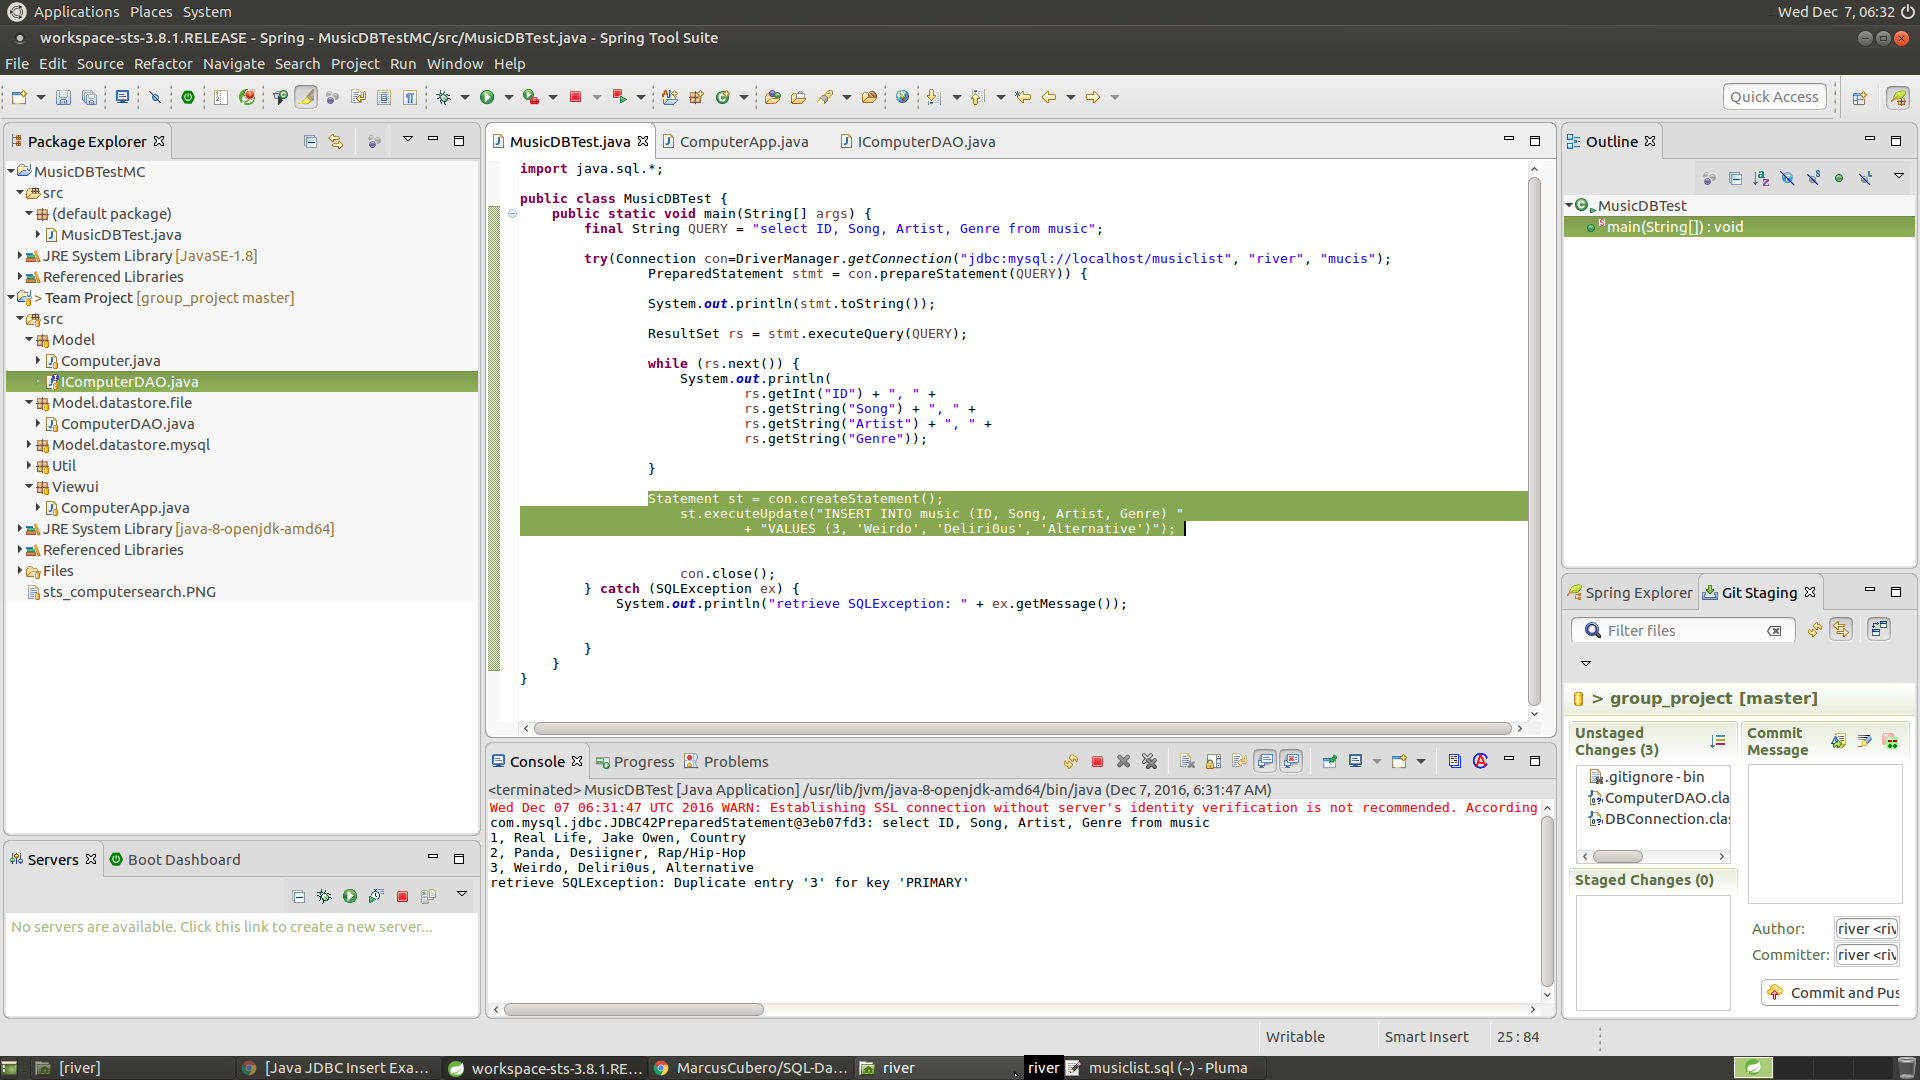 Applications Places System
Wed Dec 7, 06:32
workspace-sts-3.8.1.RELEASE - Spring - MusicDBTestMC/src/MusicDBTest.java - Spring Tool Suite
File Edit Source Refactor Navigate Search Project Run Window Help
Quick Access
Package Explorer
MusicDBTestMC
src
(default package)
MusicDBTest.java
JRE System Library [JavaSE-1.8]
Referenced Libraries
> Team Project [group_project master]
src
Model
Computer.java
IComputerDAO.java
Model.datastore.file
ComputerDAO.java
Model.datastore.mysql
Util
Viewui
ComputerApp.java
JRE System Library [java-8-openjdk-amd64]
Referenced Libraries
Files
sts_computersearch.PNG
Servers
Boot Dashboard
No servers are available. Click this link to create a new server...
MusicDBTest.java
ComputerApp.java
IComputerDAO.java
import java.sql.*;
public class MusicDBTest {
public static void main(String[] args) {
final String QUERY = "select ID, Song, Artist, Genre from music";
try(Connection con=DriverManager.getConnection("jdbc:mysql://localhost/musiclist", "river", "mucis");
PreparedStatement stmt = con.prepareStatement(QUERY)) {
System.out.println(stmt.toString());
ResultSet rs = stmt.executeQuery(QUERY);
while (rs.next()) {
System.out.println(
rs.getInt("ID") + ", " +
rs.getString("Song") + ", " +
rs.getString("Artist") + ", " +
rs.getString("Genre"));
}
Statement st = con.createStatement();
st.executeUpdate("INSERT INTO music (ID, Song, Artist, Genre) "
+ "VALUES (3, 'Weirdo', 'Deliri0us', 'Alternative')");
con.close();
} catch (SQLException ex) {
System.out.println("retrieve SQLException: " + ex.getMessage());
}
}
}
Console
Progress
Problems
<terminated> MusicDBTest [Java Application] /usr/lib/jvm/java-8-openjdk-amd64/bin/java (Dec 7, 2016, 6:31:47 AM)
Wed Dec 07 06:31:47 UTC 2016 WARN: Establishing SSL connection without server's identity verification is not recommended. According
com.mysql.jdbc.JDBC42PreparedStatement@3eb07fd3: select ID, Song, Artist, Genre from music
1, Real Life, Jake Owen, Country
2, Panda, Desiigner, Rap/Hip-Hop
3, Weirdo, Deliri0us, Alternative
retrieve SQLException: Duplicate entry '3' for key 'PRIMARY'
Outline
MusicDBTest
main(String[]) : void
Spring Explorer
Git Staging
Filter files
> group_project [master]
Unstaged Changes (3)
.gitignore - bin
ComputerDAO.cla
DBConnection.clas
Staged Changes (0)
Commit Message
Author: river <riv
Committer: river <riv
Commit and Pus
Writable
Smart Insert
25 : 84
[river]
[Java JDBC Insert Exa...
workspace-sts-3.8.1.RE...
MarcusCubero/SQL-Da...
river
river
musiclist.sql (~) - Pluma